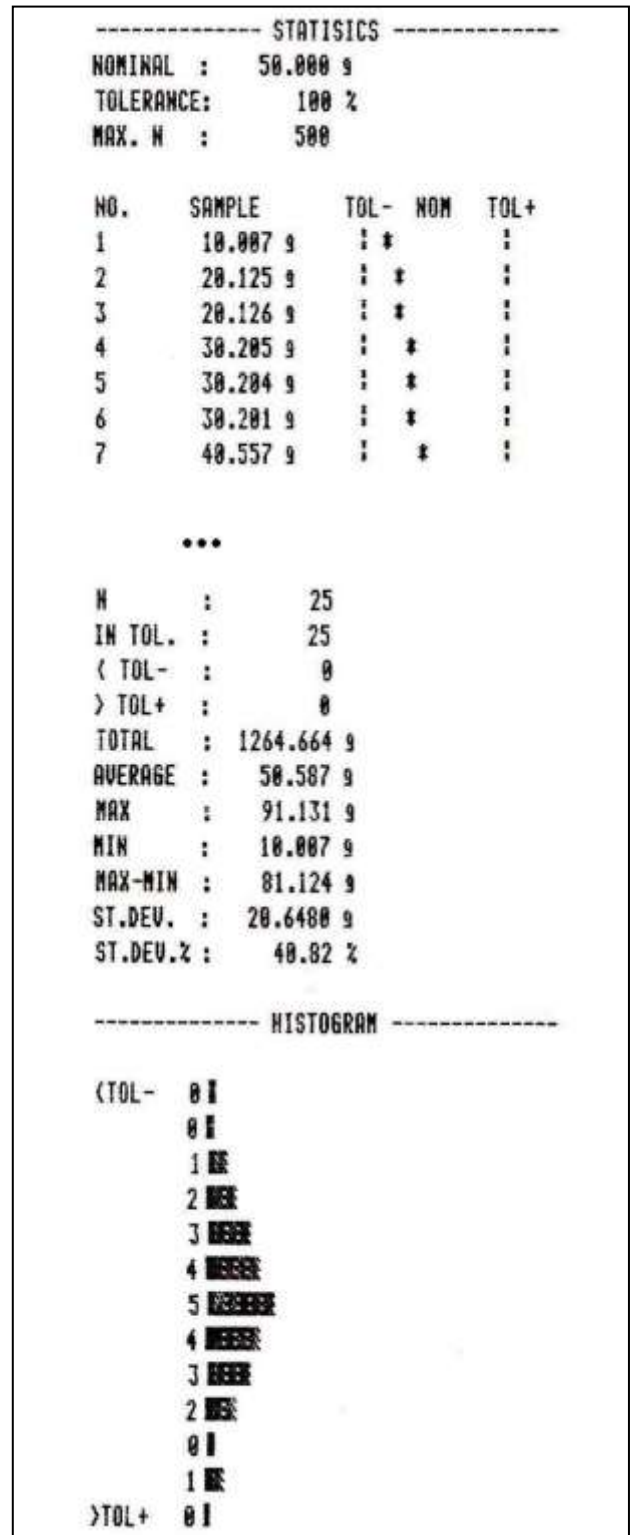 -------------- STATISICS --------------
NOMINAL : 50.000 g
TOLERANCE: 100 %
MAX. N : 500
NO. SAMPLE TOL- NOM TOL+
1 10.007 g ¦ * ¦
2 20.125 g ¦ * ¦
3 20.126 g ¦ * ¦
4 30.205 g ¦ * ¦
5 30.204 g ¦ * ¦
6 30.201 g ¦ * ¦
7 40.557 g ¦ * ¦
...
N : 25
IN TOL. : 25
< TOL- : 0
> TOL+ : 0
TOTAL : 1264.664 g
AVERAGE : 50.587 g
MAX : 91.131 g
MIN : 10.007 g
MAX-MIN : 81.124 g
ST.DEV. : 20.6480 g
ST.DEV.% : 40.82 %
-------------- HISTOGRAM --------------
<TOL- 0
0
1
2
3
4
5
4
3
2
0
1
>TOL+ 0